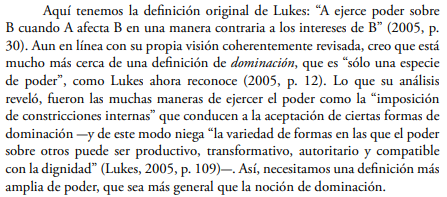 Aquí tenemos la definición original de Lukes: “A ejerce poder sobre
B cuando A afecta B en una manera contraria a los intereses de B” (2005, p.
30). Aun en línea con su propia visión coherentemente revisada, creo que está
mucho más cerca de una definición de dominación, que es “sólo una especie
de poder”, como Lukes ahora reconoce (2005, p. 12). Lo que su análisis
reveló, fueron las muchas maneras de ejercer el poder como la “imposición
de constricciones internas” que conducen a la aceptación de ciertas formas de
dominación —y de este modo niega “la variedad de formas en las que el poder
sobre otros puede ser productivo, transformativo, autoritario y compatible
con la dignidad” (Lukes, 2005, p. 109)—. Así, necesitamos una definición más
amplia de poder, que sea más general que la noción de dominación.